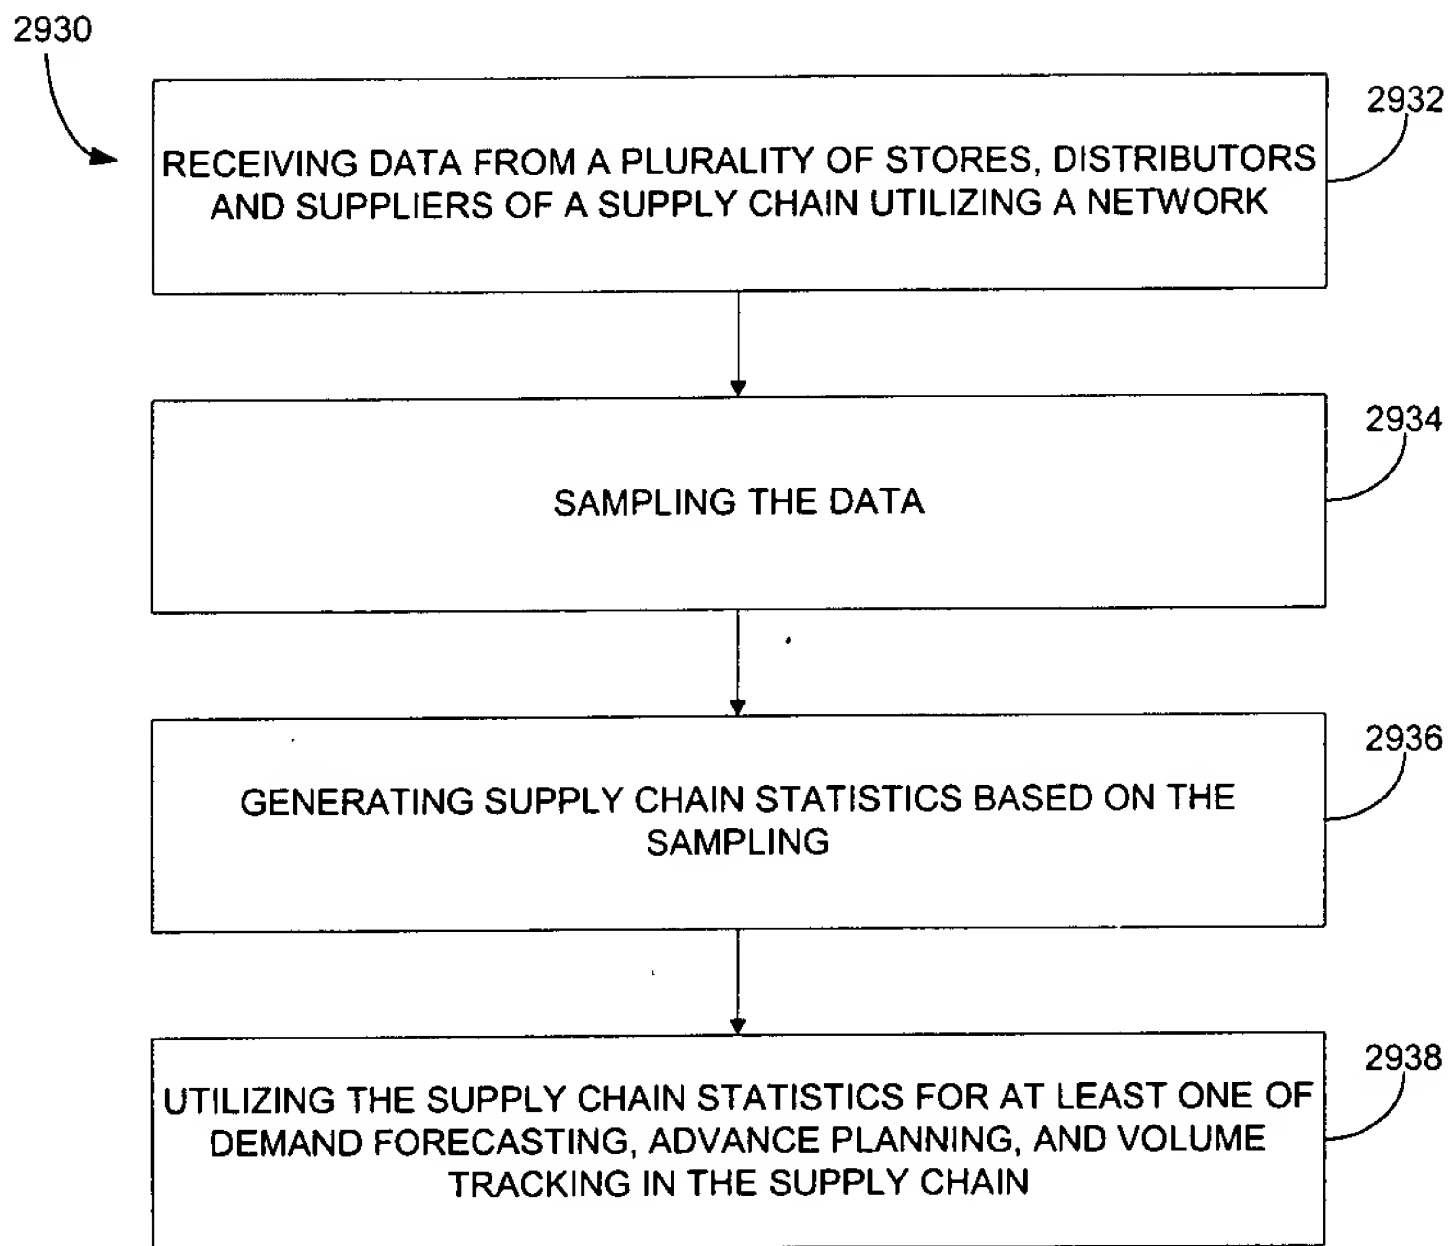 2930
2932
RECEIVING DATA FROM A PLURALITY OF STORES, DISTRIBUTORS
AND SUPPLIERS OF A SUPPLY CHAIN UTILIZING A NETWORK
2934
SAMPLING THE DATA
2936
GENERATING SUPPLY CHAIN STATISTICS BASED ON THE
SAMPLING
2938
UTILIZING THE SUPPLY CHAIN STATISTICS FOR AT LEAST ONE OF
DEMAND FORECASTING, ADVANCE PLANNING, AND VOLUME
TRACKING IN THE SUPPLY CHAIN